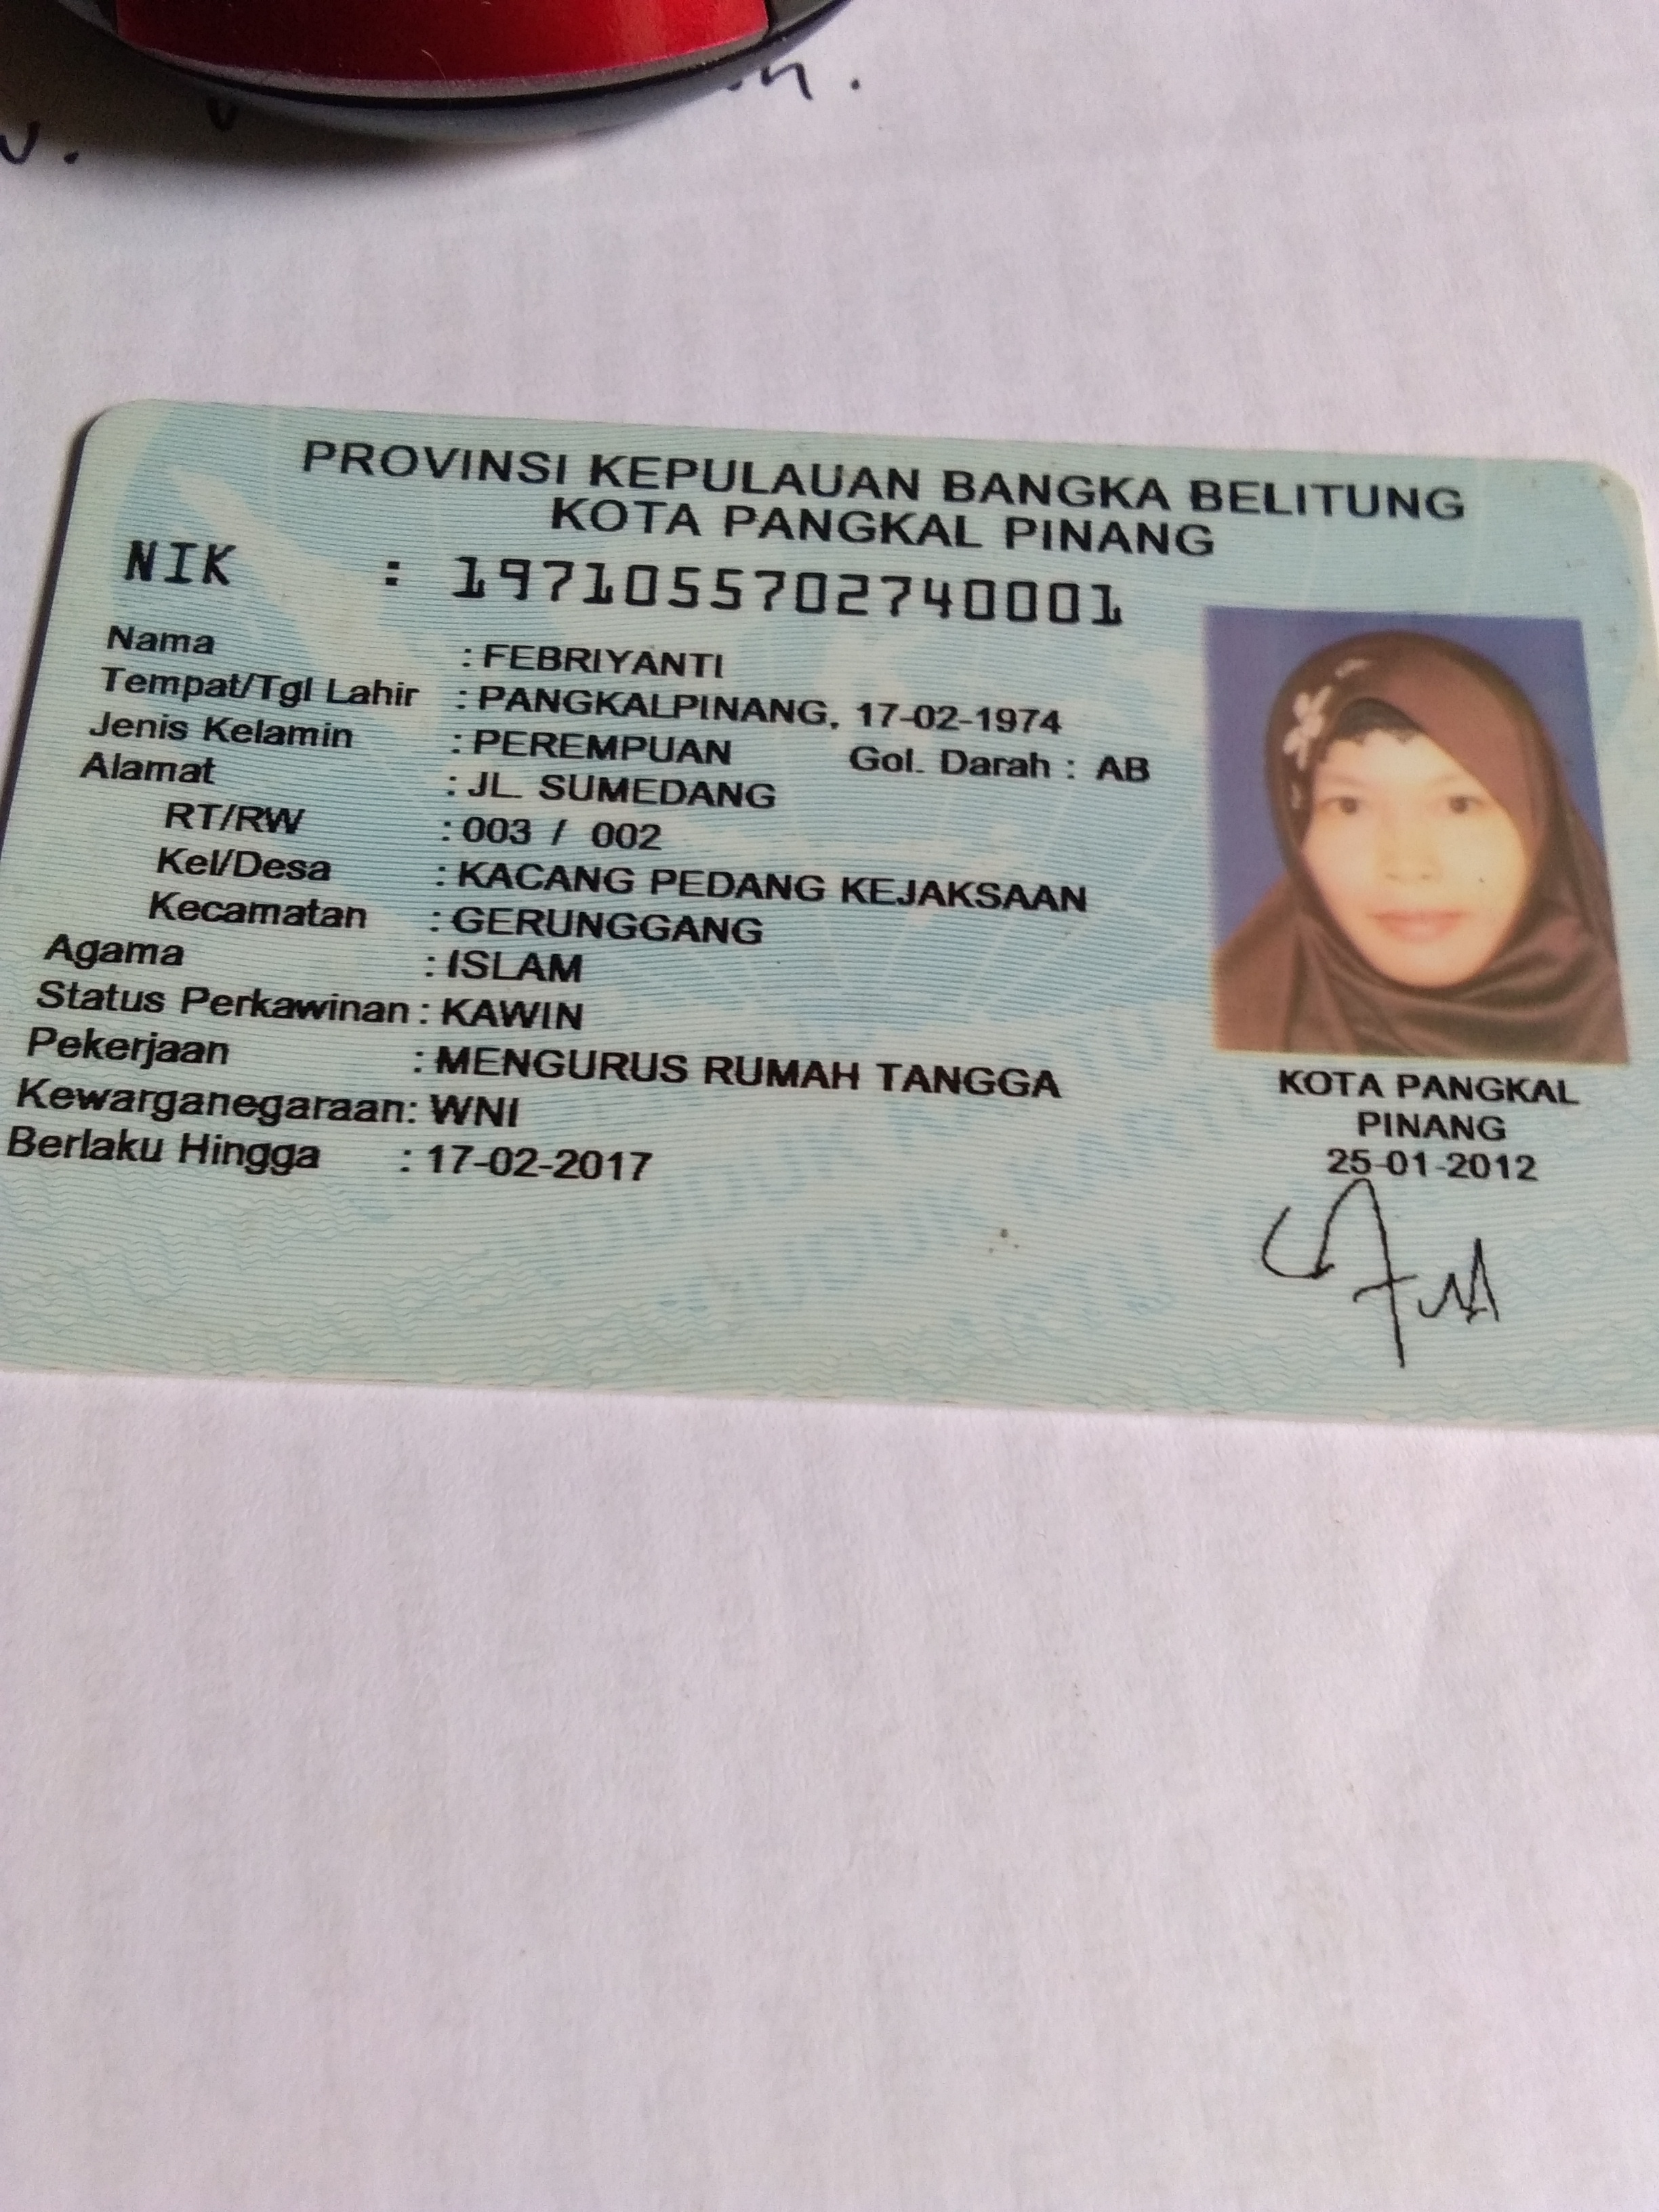 n.
v.
PROVINSI KEPULAUAN BANGKA BELITUNG
KOTA PANGKAL PINANG
NIK : 1971055702740001
Nama : FEBRIYANTI
Tempat/Tgl Lahir : PANGKALPINANG, 17-02-1974
Jenis Kelamin : PEREMPUAN Gol. Darah : AB
Alamat : JL. SUMEDANG
RT/RW : 003 / 002
Kel/Desa : KACANG PEDANG KEJAKSAAN
Kecamatan : GERUNGGANG
Agama : ISLAM
Status Perkawinan : KAWIN
Pekerjaan : MENGURUS RUMAH TANGGA
Kewarganegaraan: WNI
Berlaku Hingga : 17-02-2017
KOTA PANGKAL
PINANG
25-01-2012